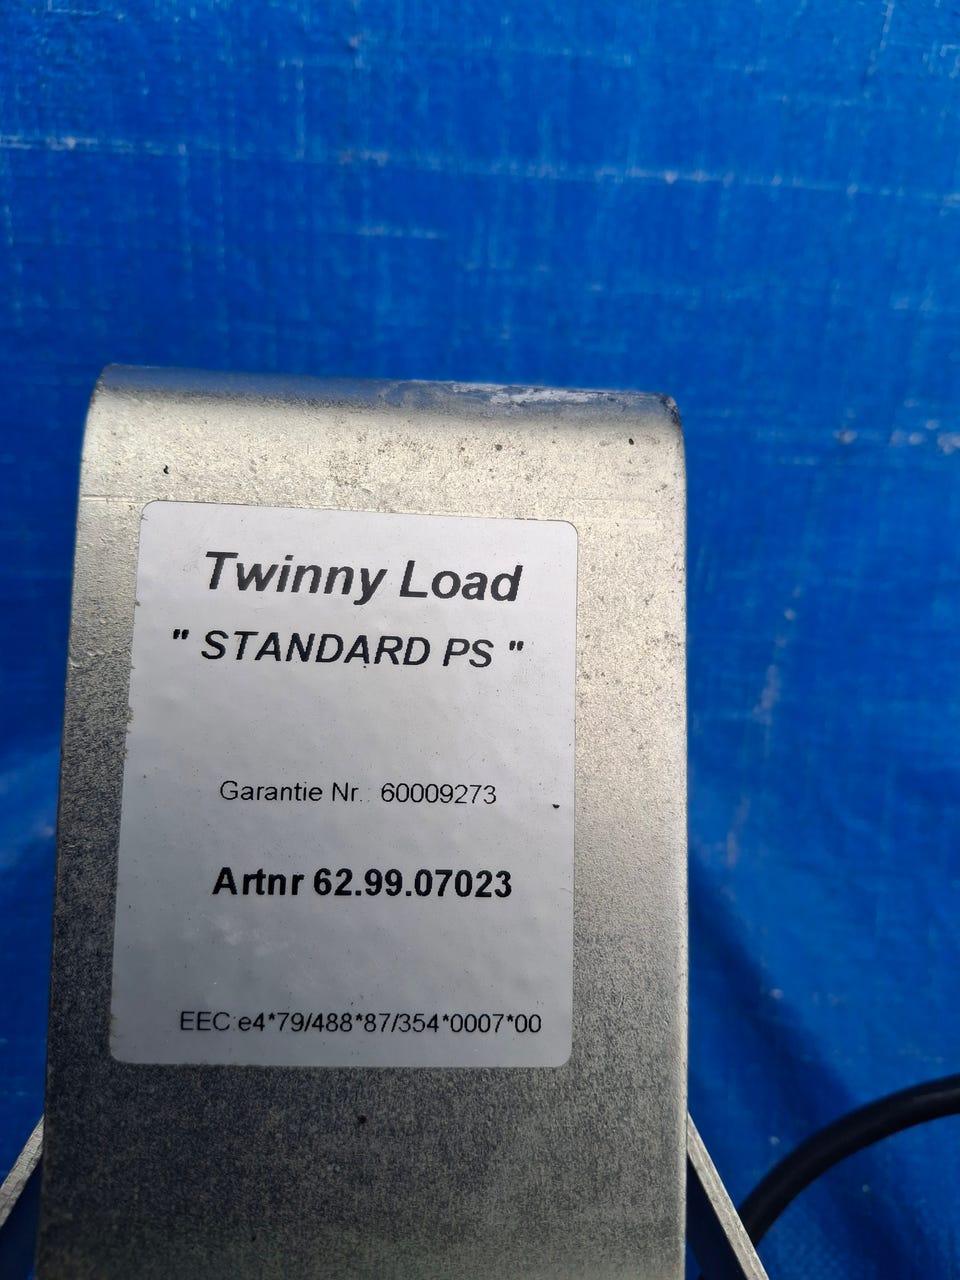 Twinny Load
" STANDARD PS "
Garantie Nr.: 60009273
Artnr 62.99.07023
EEC:e4*79/488*87/354*0007*00